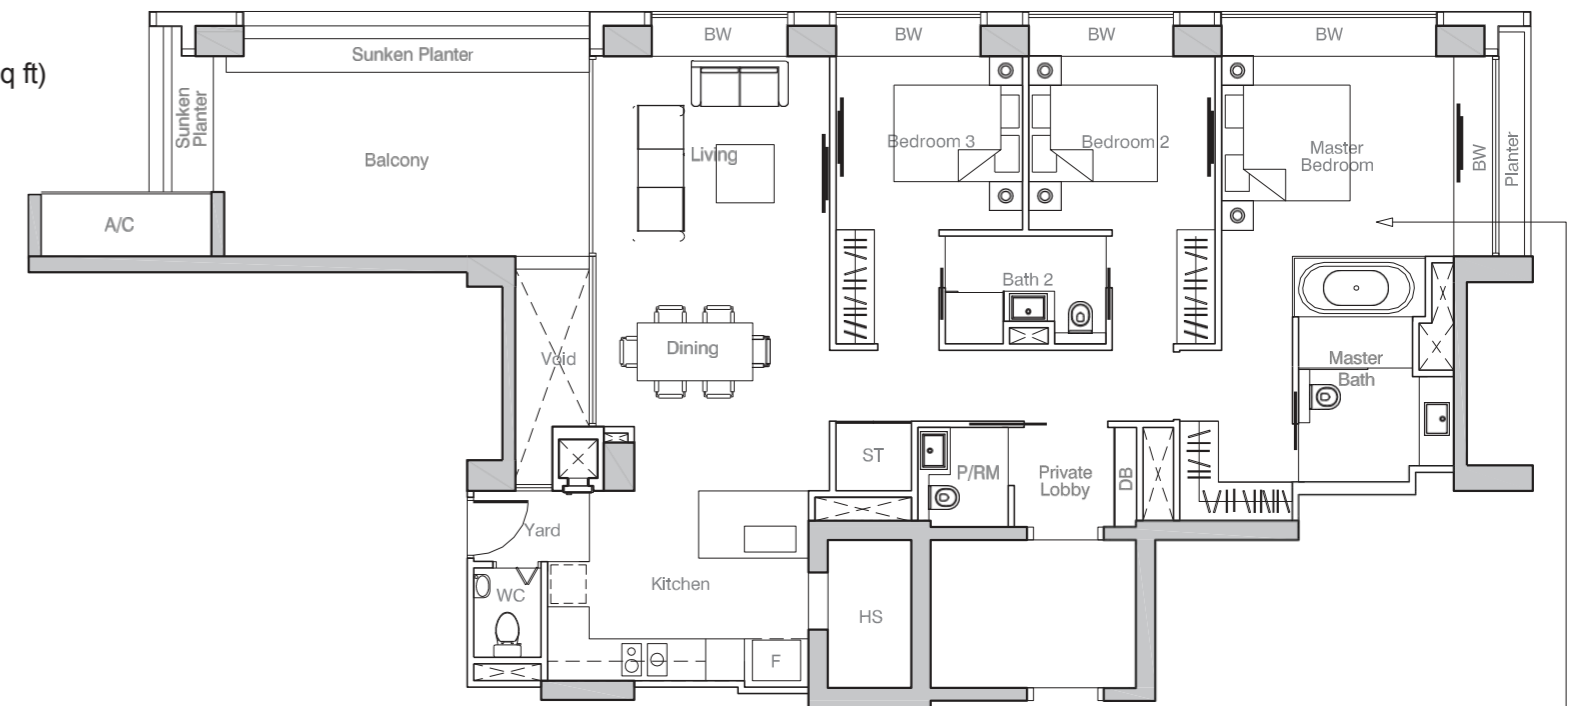 q ft)
BW
BW
BW
BW
Sunken Planter
Sunken
Planter
Balcony
Living
Bedroom 3
Bedroom 2
Master
Bedroom
BW
Planter
A/C
Bath 2
Void
Dining
Master
Bath
ST
P/RM
Private
Lobby
DB
Yard
Kitchen
WC
HS
F